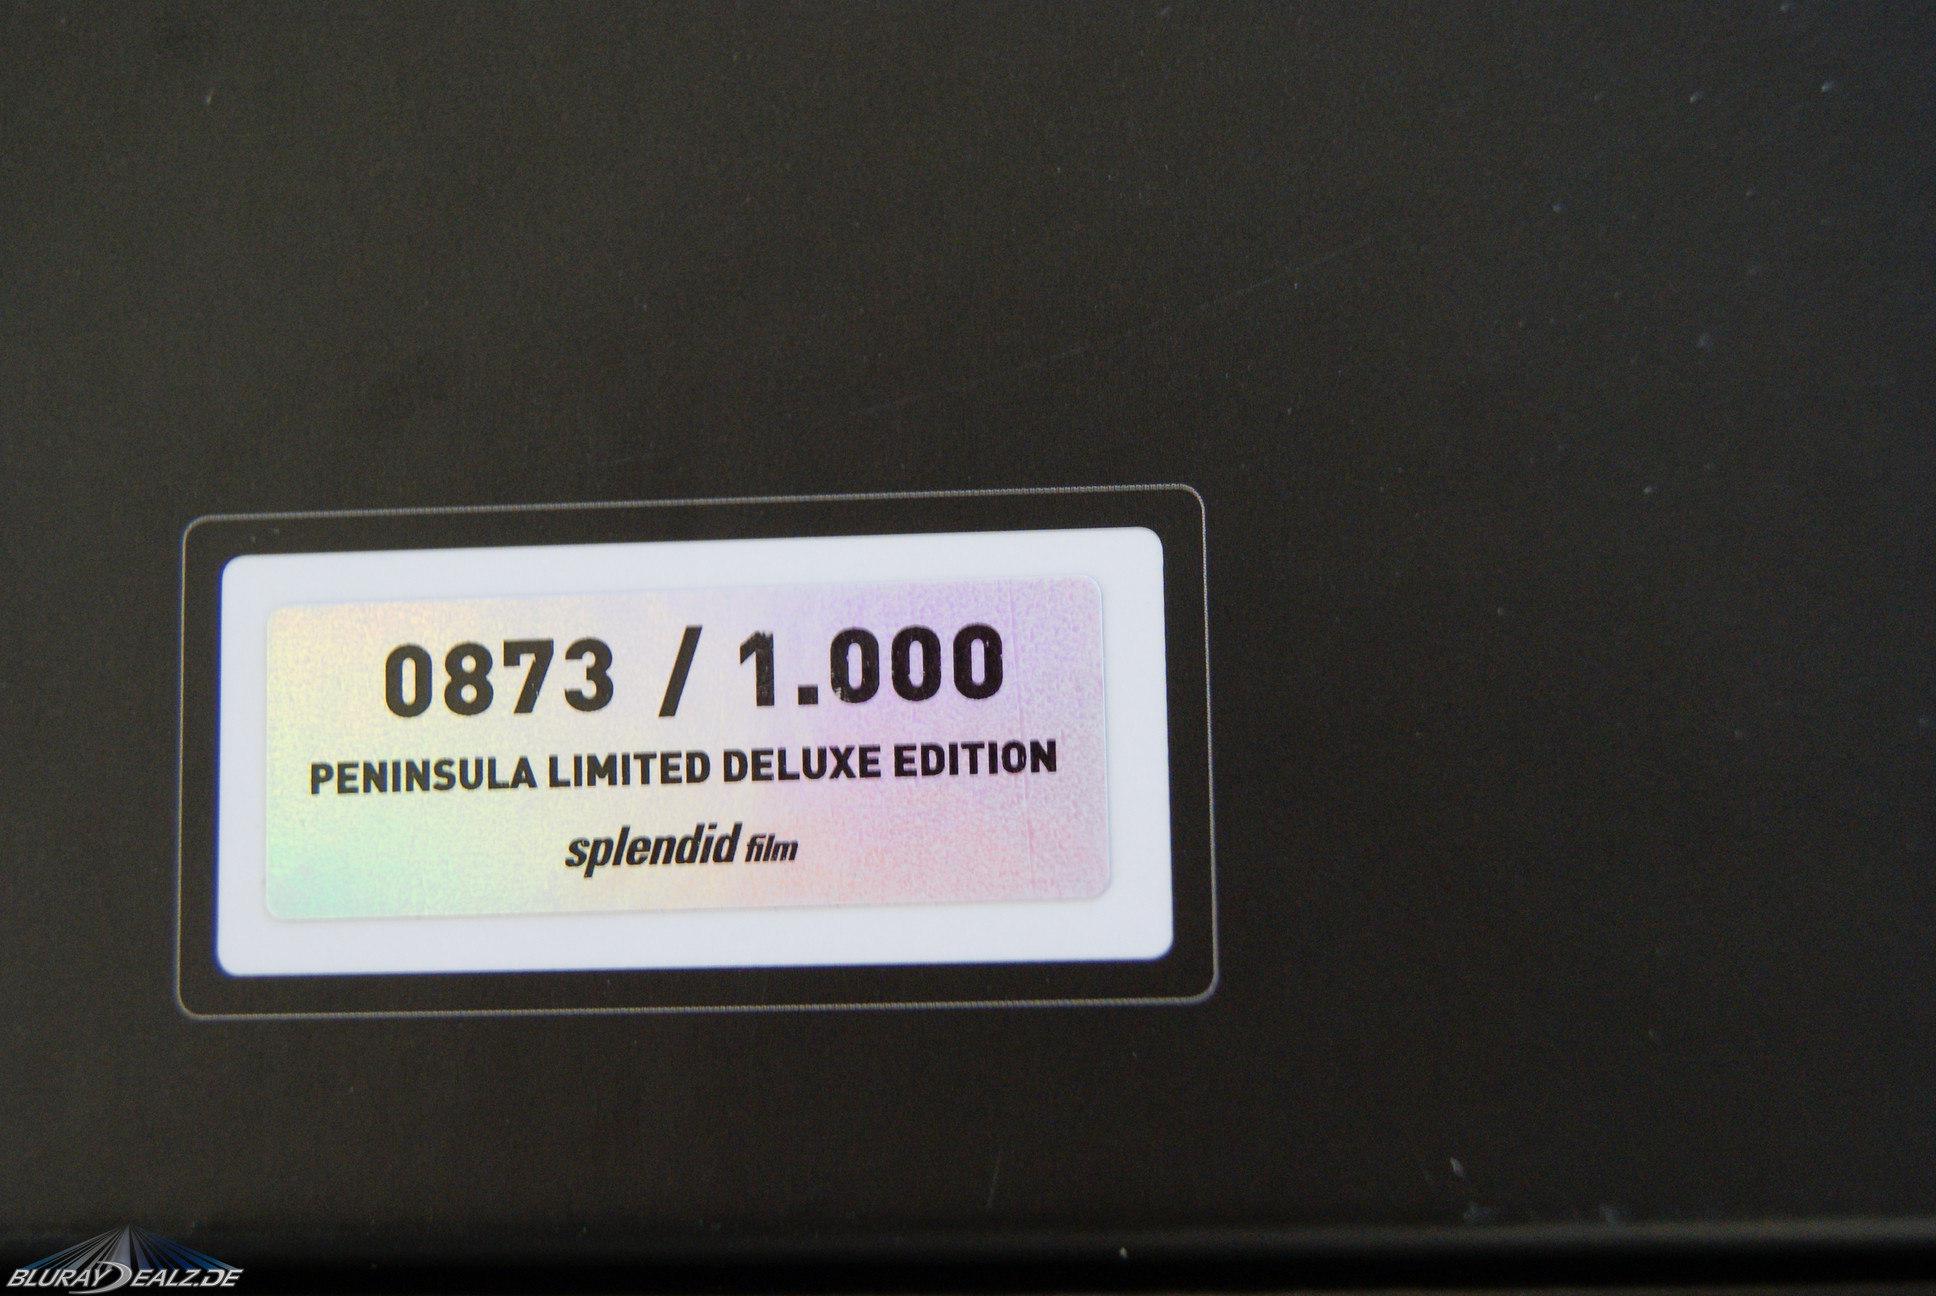 0873 / 1.000
PENINSULA LIMITED DELUXE EDITION
splendid film
BLURAYDEALZ.DE